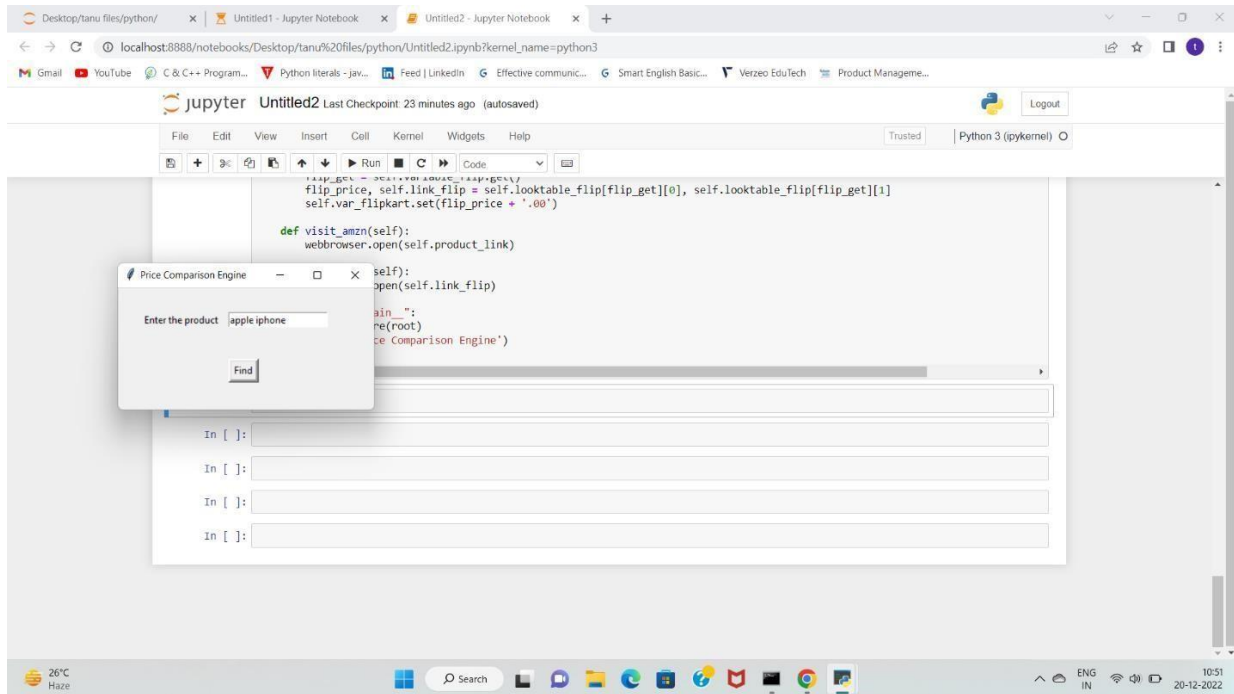 Desktop/tanu files/python/ Untitled1 - Jupyter Notebook Untitled2 - Jupyter Notebook
localhost:8888/notebooks/Desktop/tanu%20files/python/Untitled2.ipynb?kernel_name=python3
Gmail YouTube C & C++ Program... Python literals - jav... Feed | LinkedIn Effective communic... Smart English Basic... Verzeo EduTech Product Manageme...
jupyter Untitled2 Last Checkpoint: 23 minutes ago (autosaved) Logout
File Edit View Insert Cell Kernel Widgets Help Trusted Python 3 (ipykernel)
Run Code
flip_get = self.variable_flip.get()
flip_price, self.link_flip = self.looktable_flip[flip_get][0], self.looktable_flip[flip_get][1]
self.var_flipkart.set(flip_price + '.00')
def visit_amzn(self):
webbrowser.open(self.product_link)
self):
open(self.link_flip)
ain__":
re(root)
ce Comparison Engine')
Price Comparison Engine
Enter the product apple iphone
Find
In [ ]:
In [ ]:
In [ ]:
In [ ]:
26°C
Haze
Search
ENG
IN
10:51
20-12-2022